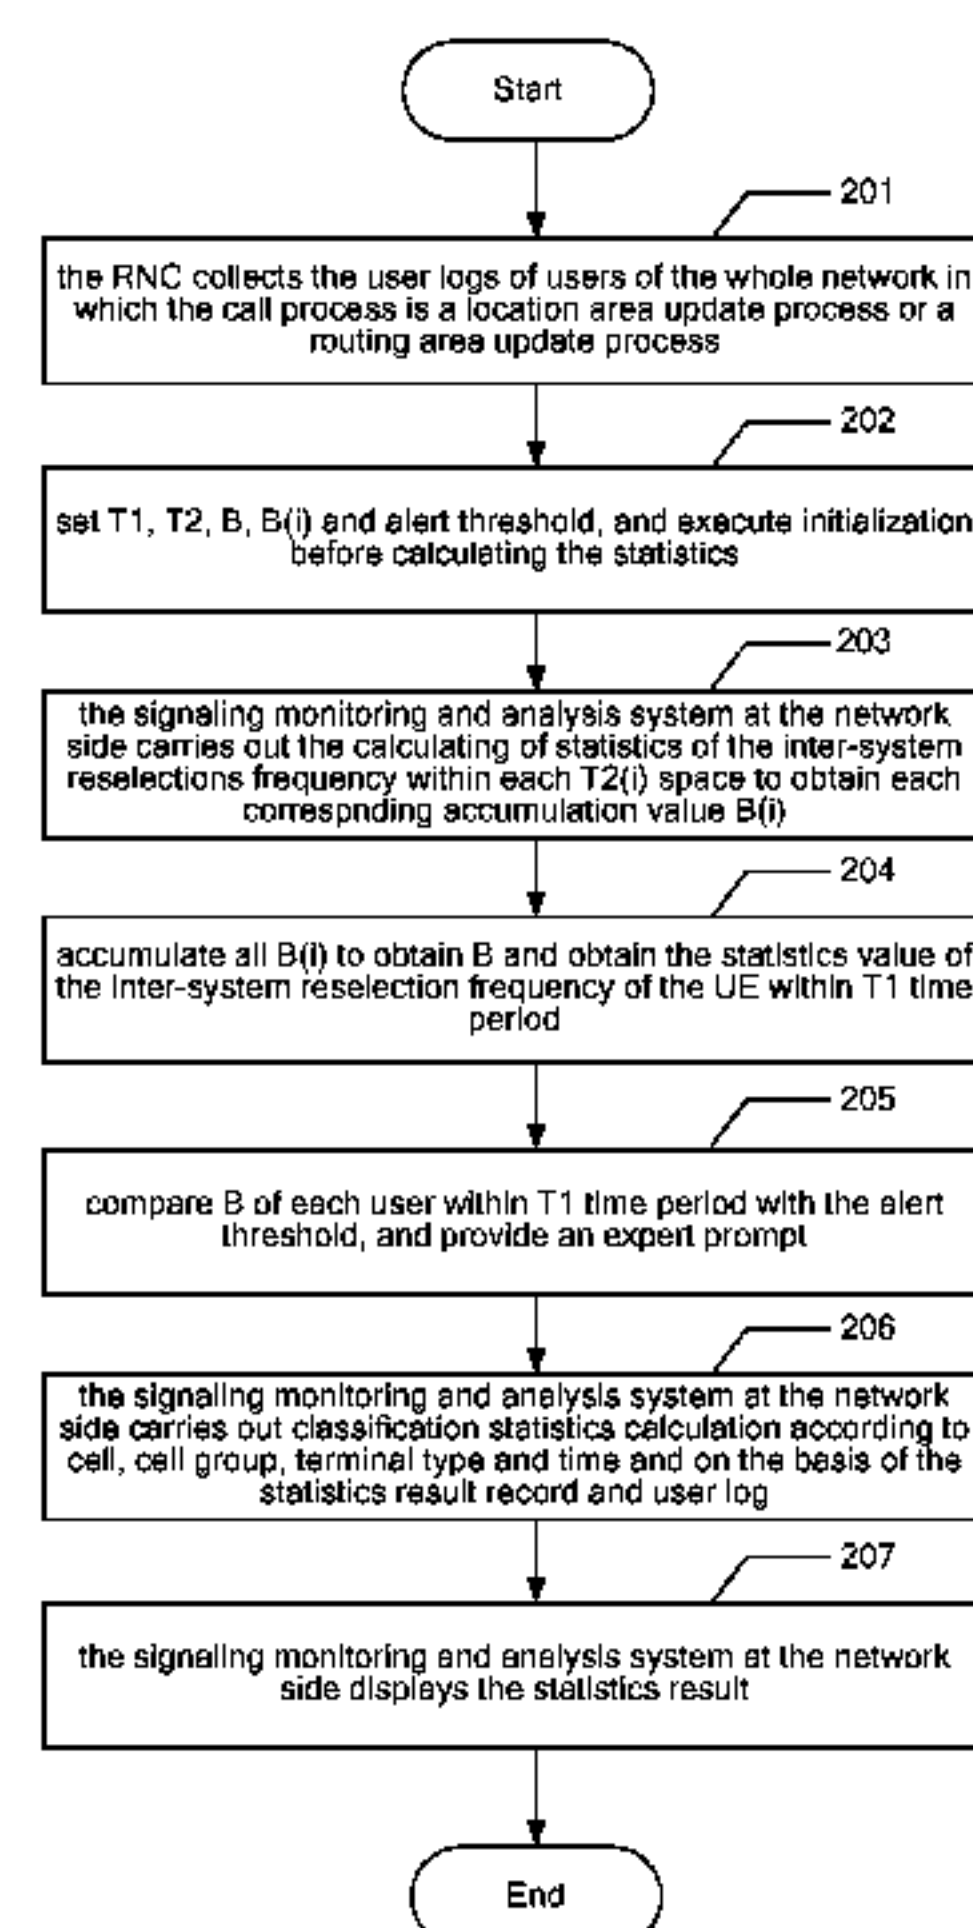 Start
201
the RNC collects the user logs of users of the whole network in
which the call process is a location area update process or a
routing area update process
202
set T1, T2, B, B(i) and alert threshold, and execute initialization
before calculating the statistics
203
the signaling monitoring and analysis system at the network
side carries out the calculating of statistics of the inter-system
reselections frequency within each T2(i) space to obtain each
correspnding accumulation value B(i)
204
accumulate all B(i) to obtain B and obtain the statistics value of
the inter-system reselection frequency of the UE within T1 time
period
205
compare B of each user within T1 time period with the alert
threshold, and provide an expert prompt
206
the signaling monitoring and analysis system at the network
side carries out classification statistics calculation according to
cell, cell group, terminal type and time and on the basis of the
statistics result record and user log
207
the signaling monitoring and analysis system at the network
side displays the statistics result
End